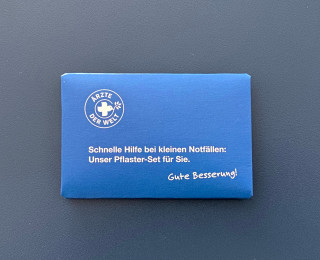 ÄRZTE
DER WELT
Schnelle Hilfe bei kleinen Notfällen:
Unser Pflaster-Set für Sie.
Gute Besserung!